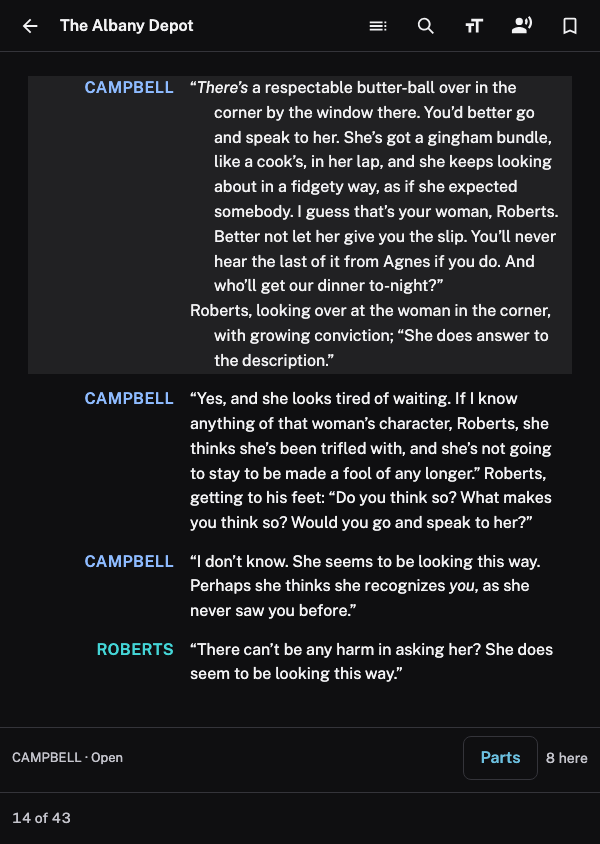 The Albany Depot
CAMPBELL “There’s a respectable butter-ball over in the
corner by the window there. You’d better go
and speak to her. She’s got a gingham bundle,
like a cook’s, in her lap, and she keeps looking
about in a fidgety way, as if she expected
somebody. I guess that’s your woman, Roberts.
Better not let her give you the slip. You’ll never
hear the last of it from Agnes if you do. And
who’ll get our dinner to-night?”
Roberts, looking over at the woman in the corner,
with growing conviction; “She does answer to
the description.”
CAMPBELL “Yes, and she looks tired of waiting. If I know
anything of that woman’s character, Roberts, she
thinks she’s been trifled with, and she’s not going
to stay to be made a fool of any longer.” Roberts,
getting to his feet: “Do you think so? What makes
you think so? Would you go and speak to her?”
CAMPBELL “I don’t know. She seems to be looking this way.
Perhaps she thinks she recognizes you, as she
never saw you before.”
ROBERTS “There can’t be any harm in asking her? She does
seem to be looking this way.”
CAMPBELL · Open Parts 8 here
14 of 43